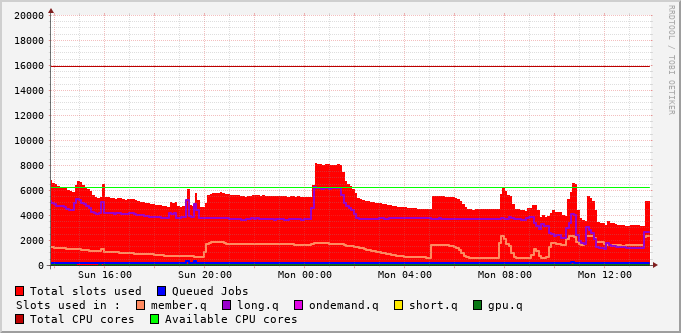 20000
18000
16000
14000
12000
10000
8000
6000
4000
2000
0
Sun 16:00 Sun 20:00 Mon 00:00 Mon 04:00 Mon 08:00 Mon 12:00
Total slots used Queued Jobs
Slots used in : member.q long.q ondemand.q short.q gpu.q
Total CPU cores Available CPU cores
RRDTOOL / TOBI OETIKER